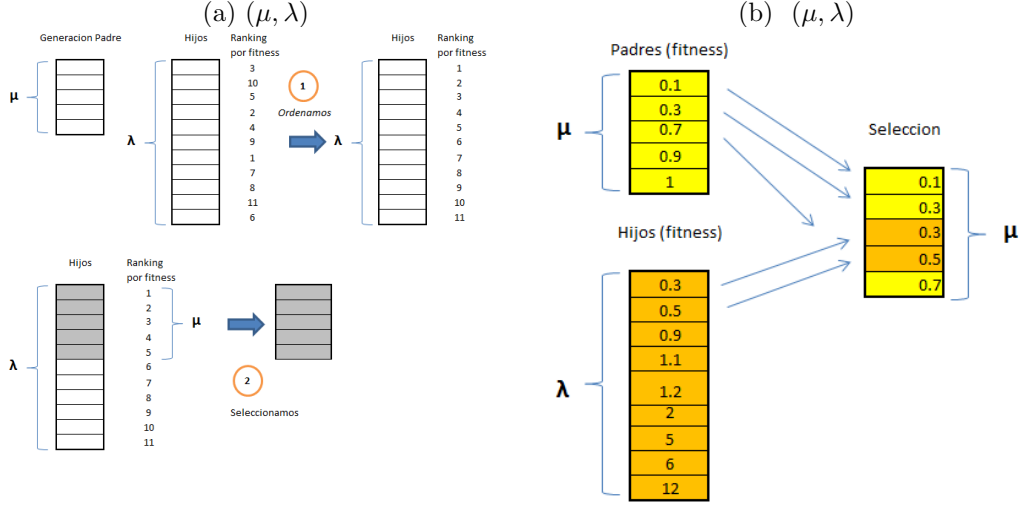 (a) (μ, λ)
Generacion Padre
μ
Hijos
Ranking
por fitness
λ
3
10
5
2
4
9
1
7
8
11
6
1
Ordenamos
Hijos
Ranking
por fitness
λ
1
2
3
4
5
6
7
8
9
10
11
Hijos
Ranking
por fitness
λ
1
2
3
4
5
6
7
8
9
10
11
μ
2
Seleccionamos
(b) (μ, λ)
Padres (fitness)
μ
0.1
0.3
0.7
0.9
1
Hijos (fitness)
λ
0.3
0.5
0.9
1.1
1.2
2
5
6
12
Seleccion
0.1
0.3
0.3
0.5
0.7
μ